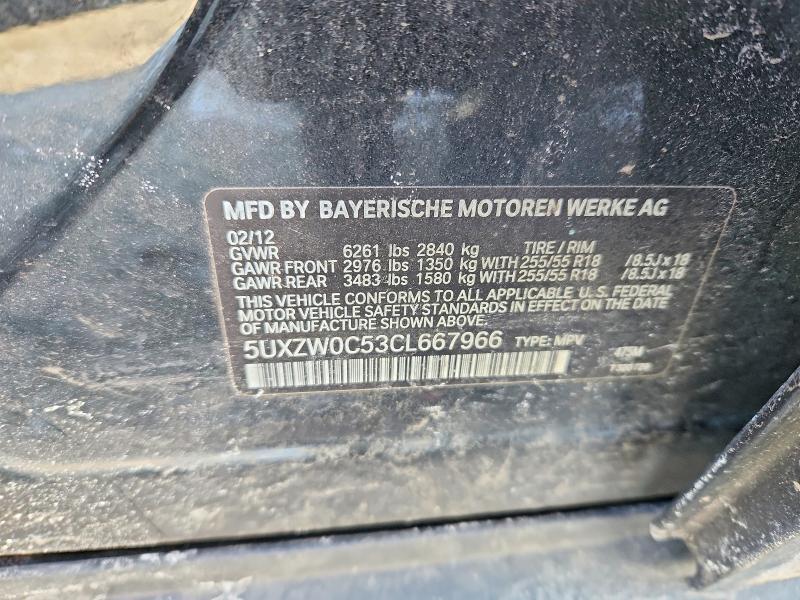 MFD BY BAYERISCHE MOTOREN WERKE AG
02/12
GVWR 6261 lbs 2840 kg TIRE / RIM
GAWR FRONT 2976 lbs 1350 kg WITH 255/55 R18 /8.5J x 18
GAWR REAR 3483 lbs 1580 kg WITH 255/55 R18 /8.5J x 18
THIS VEHICLE CONFORMS TO ALL APPLICABLE U.S. FEDERAL
MOTOR VEHICLE SAFETY STANDARDS IN EFFECT ON THE DATE
OF MANUFACTURE SHOWN ABOVE:
5UXZW0C53CL667966 TYPE: MPV